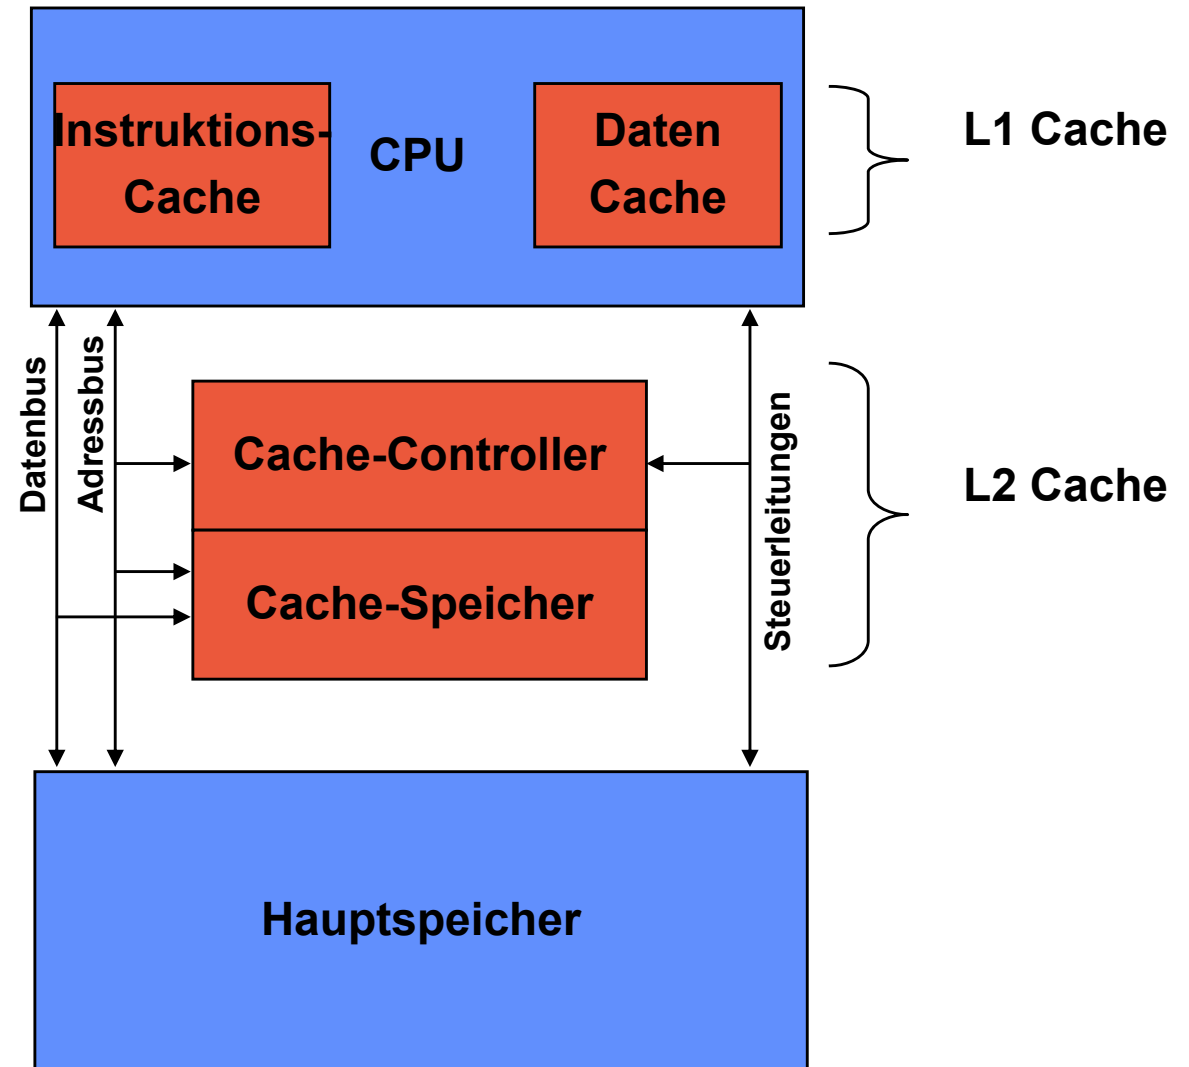 Instruktions-
Cache
CPU
Daten
Cache
L1 Cache
Datenbus
Adressbus
Cache-Controller
Cache-Speicher
Steuerleitungen
L2 Cache
Hauptspeicher